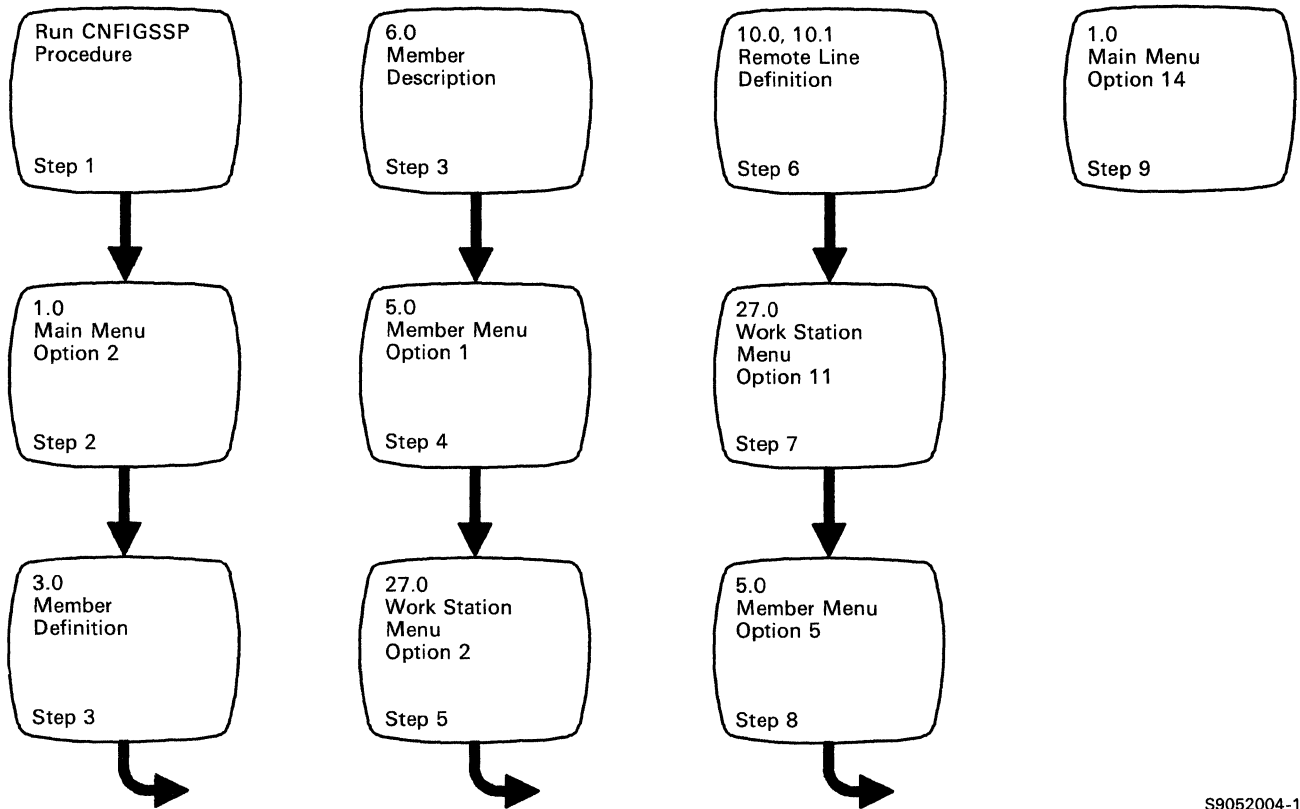 Run CNFIGSSP
Procedure
Step 1
1.0
Main Menu
Option 2
Step 2
3.0
Member
Definition
Step 3
6.0
Member
Description
Step 3
5.0
Member Menu
Option 1
Step 4
27.0
Work Station
Menu
Option 2
Step 5
10.0, 10.1
Remote Line
Definition
Step 6
27.0
Work Station
Menu
Option 11
Step 7
5.0
Member Menu
Option 5
Step 8
1.0
Main Menu
Option 14
Step 9
S9052004-1